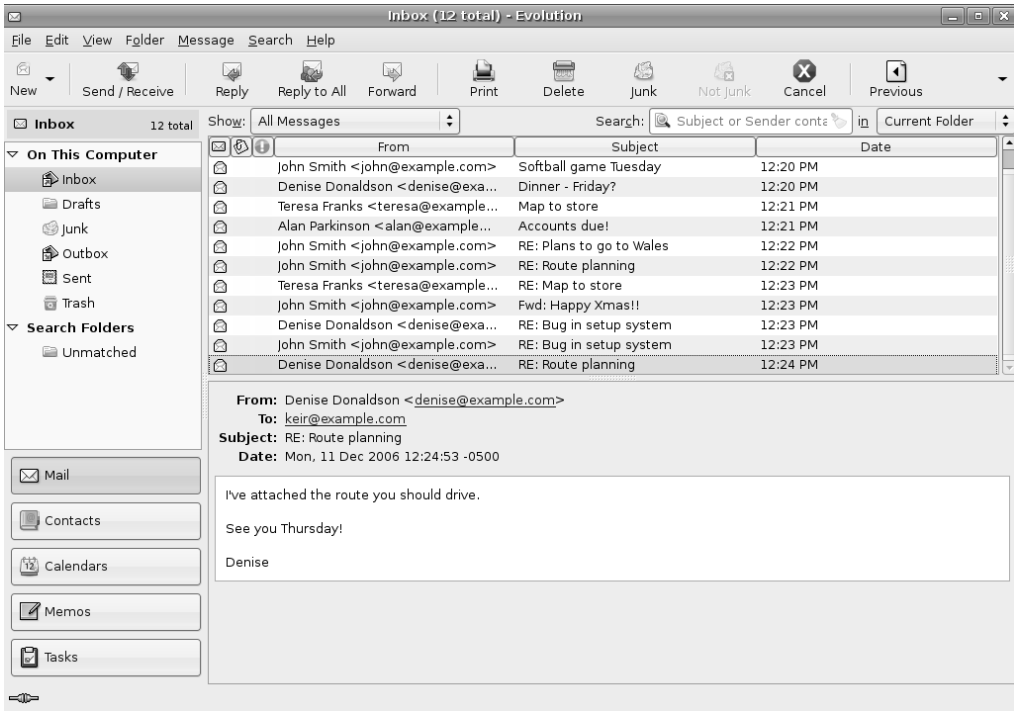 Inbox (12 total) - Evolution
File Edit View Folder Message Search Help
New Send / Receive Reply Reply to All Forward Print Delete Junk Not Junk Cancel Previous
Inbox 12 total
Show: All Messages Search: Subject or Sender conta in Current Folder
On This Computer
Inbox
Drafts
Junk
Outbox
Sent
Trash
Search Folders
Unmatched
From Subject Date
John Smith <john@example.com> Softball game Tuesday 12:20 PM
Denise Donaldson <denise@exa... Dinner - Friday? 12:20 PM
Teresa Franks <teresa@example... Map to store 12:21 PM
Alan Parkinson <alan@example... Accounts due! 12:21 PM
John Smith <john@example.com> RE: Plans to go to Wales 12:22 PM
John Smith <john@example.com> RE: Route planning 12:22 PM
Teresa Franks <teresa@example... RE: Map to store 12:23 PM
John Smith <john@example.com> Fwd: Happy Xmas!! 12:23 PM
Denise Donaldson <denise@exa... RE: Bug in setup system 12:23 PM
John Smith <john@example.com> RE: Bug in setup system 12:23 PM
Denise Donaldson <denise@exa... RE: Route planning 12:24 PM
From: Denise Donaldson <denise@example.com>
To: keir@example.com
Subject: RE: Route planning
Date: Mon, 11 Dec 2006 12:24:53 -0500
I've attached the route you should drive.
See you Thursday!
Denise
Mail
Contacts
12 Calendars
Memos
Tasks